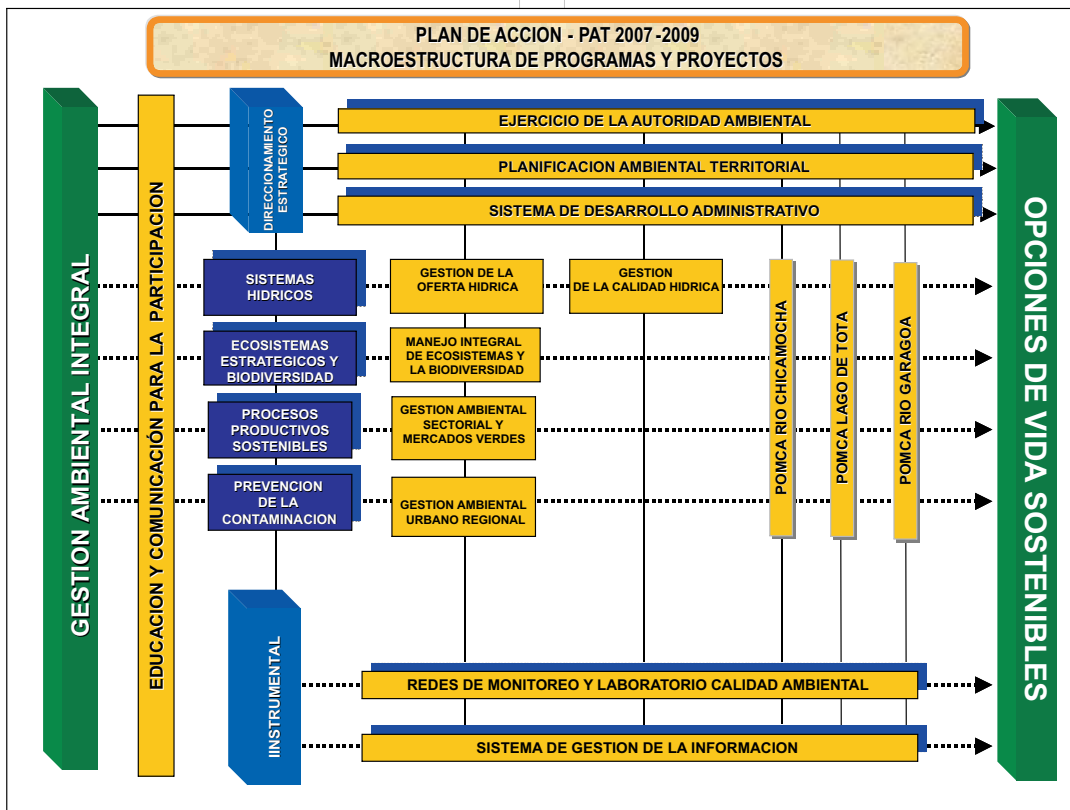 PLAN DE ACCION - PAT 2007 -2009
MACROESTRUCTURA DE PROGRAMAS Y PROYECTOS
GESTION AMBIENTAL INTEGRAL
EDUCACION Y COMUNICACIÓN PARA LA PARTICIPACION
DIRECCIONAMIENTO
ESTRATEGICO
EJERCICIO DE LA AUTORIDAD AMBIENTAL
PLANIFICACION AMBIENTAL TERRITORIAL
SISTEMA DE DESARROLLO ADMINISTRATIVO
SISTEMAS
HIDRICOS
GESTION DE LA
OFERTA HIDRICA
GESTION
DE LA CALIDAD HIDRICA
ECOSISTEMAS
ESTRATEGICOS Y
BIODIVERSIDAD
MANEJO INTEGRAL
DE ECOSISTEMAS Y
LA BIODIVERSIDAD
PROCESOS
PRODUCTIVOS
SOSTENIBLES
GESTION AMBIENTAL
SECTORIAL Y
MERCADOS VERDES
PREVENCION
DE LA
CONTAMINACION
GESTION AMBIENTAL
URBANO REGIONAL
POMCA RIO CHICAMOCHA
POMCA LAGO DE TOTA
POMCA RIO GARAGOA
IINSTRUMENTAL
REDES DE MONITOREO Y LABORATORIO CALIDAD AMBIENTAL
SISTEMA DE GESTION DE LA INFORMACION
OPCIONES DE VIDA SOSTENIBLES